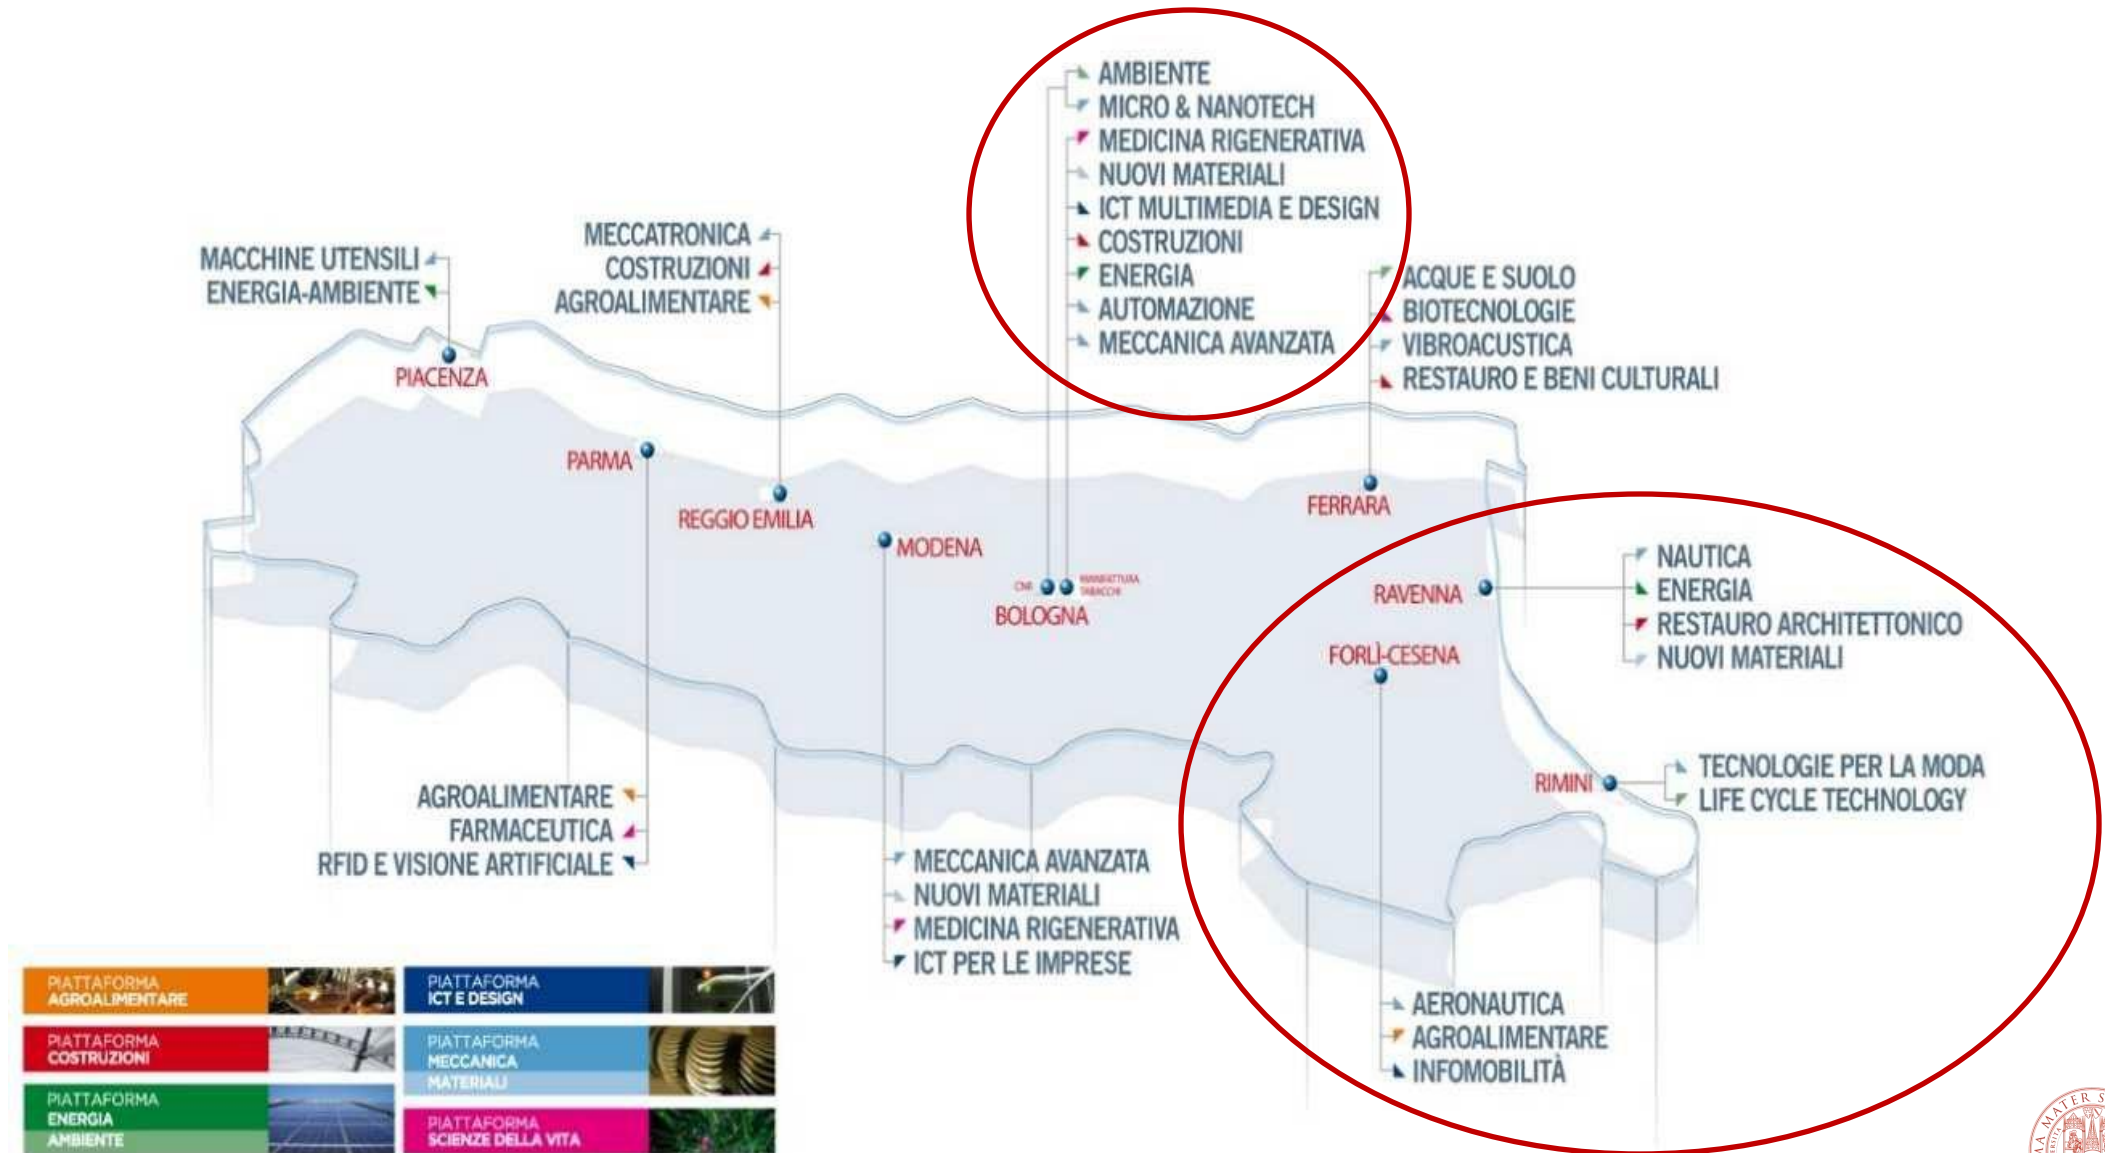 AMBIENTE
MICRO & NANOTECH
MEDICINA RIGENERATIVA
NUOVI MATERIALI
ICT MULTIMEDIA E DESIGN
COSTRUZIONI
ENERGIA
AUTOMAZIONE
MECCANICA AVANZATA
MACCHINE UTENSILI
ENERGIA-AMBIENTE
MECCATRONICA
COSTRUZIONI
AGROALIMENTARE
ACQUE E SUOLO
BIOTECNOLOGIE
VIBROACUSTICA
RESTAURO E BENI CULTURALI
PIACENZA
PARMA
REGGIO EMILIA
MODENA
CNR
MANIFATTURA
TABACCHI
BOLOGNA
FERRARA
RAVENNA
FORLÌ-CESENA
RIMINI
NAUTICA
ENERGIA
RESTAURO ARCHITETTONICO
NUOVI MATERIALI
TECNOLOGIE PER LA MODA
LIFE CYCLE TECHNOLOGY
AGROALIMENTARE
FARMACEUTICA
RFID E VISIONE ARTIFICIALE
MECCANICA AVANZATA
NUOVI MATERIALI
MEDICINA RIGENERATIVA
ICT PER LE IMPRESE
AERONAUTICA
AGROALIMENTARE
INFOMOBILITÀ
PIATTAFORMA
AGROALIMENTARE
PIATTAFORMA
COSTRUZIONI
PIATTAFORMA
ENERGIA
AMBIENTE
PIATTAFORMA
ICT E DESIGN
PIATTAFORMA
MECCANICA
MATERIALI
PIATTAFORMA
SCIENZE DELLA VITA